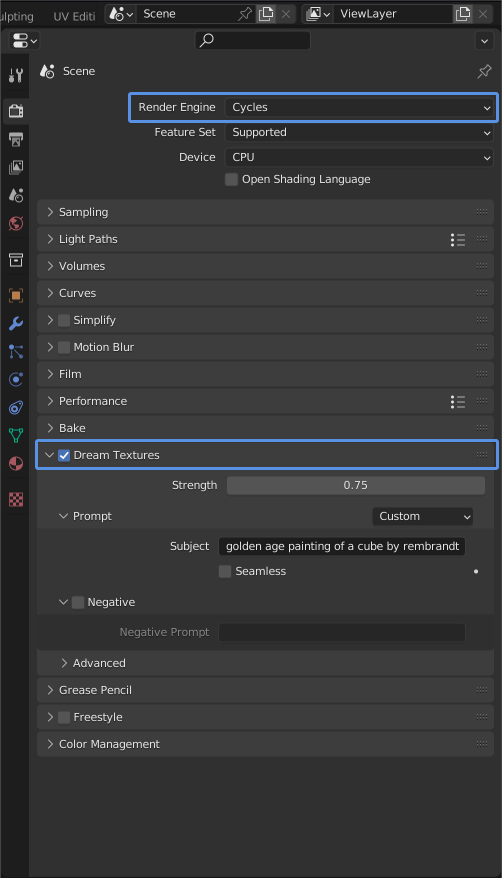 ulpting UV Editi Scene ViewLayer
Scene
Render Engine Cycles
Feature Set Supported
Device CPU
Open Shading Language
Sampling
Light Paths
Volumes
Curves
Simplify
Motion Blur
Film
Performance
Bake
Dream Textures
Strength 0.75
Prompt Custom
Subject golden age painting of a cube by rembrandt
Seamless
Negative
Negative Prompt
Advanced
Grease Pencil
Freestyle
Color Management